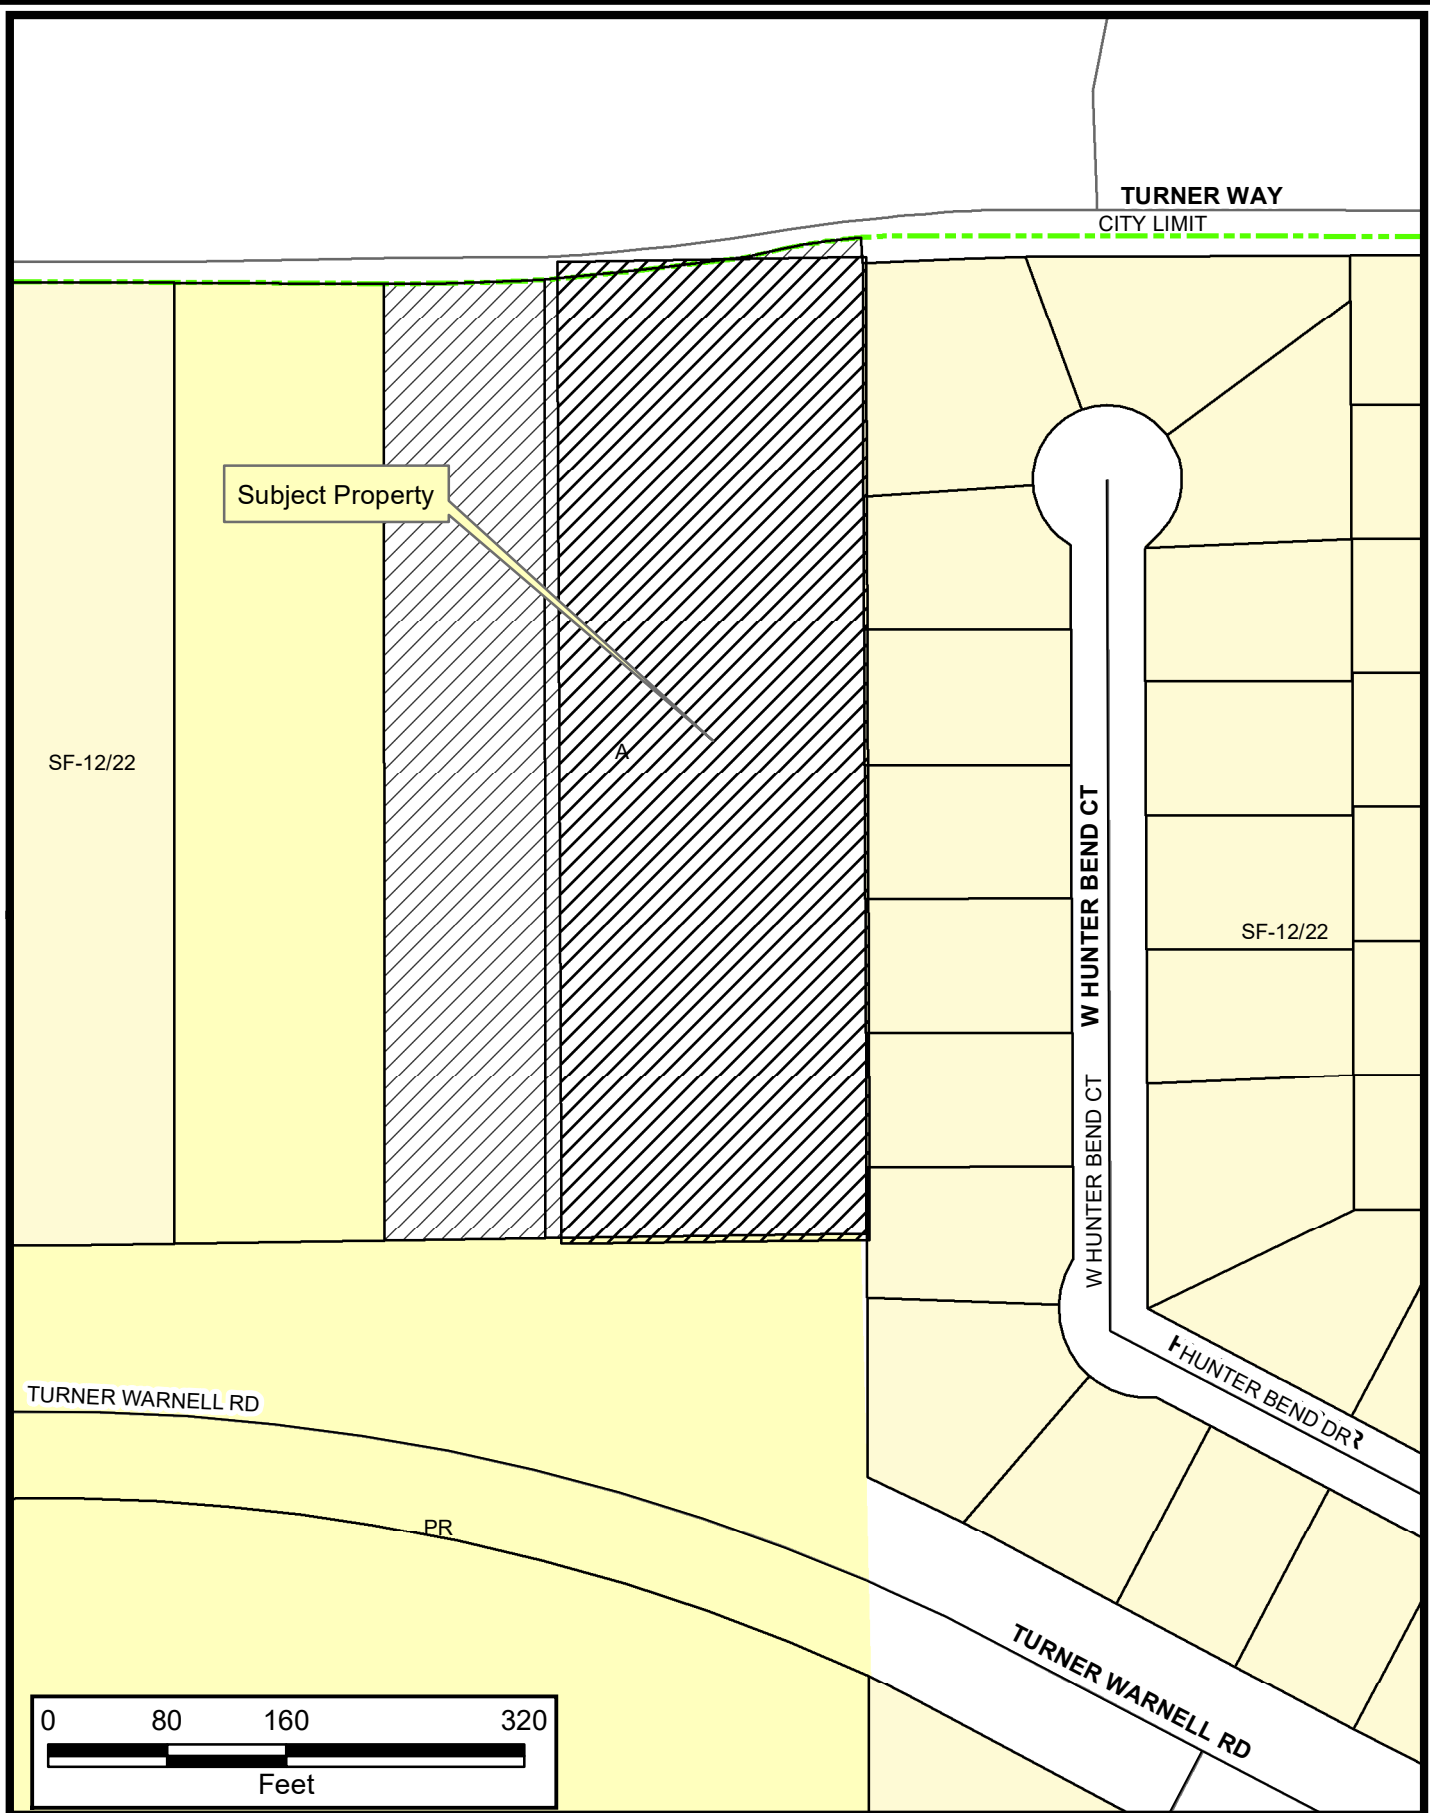 TURNER WAY
CITY LIMIT
Subject Property
A
SF-12/22
W HUNTER BEND CT
SF-12/22
W HUNTER BEND CT
HUNTER BEND DR
TURNER WARNELL RD
PR
TURNER WARNELL RD
0 80 160 320
Feet